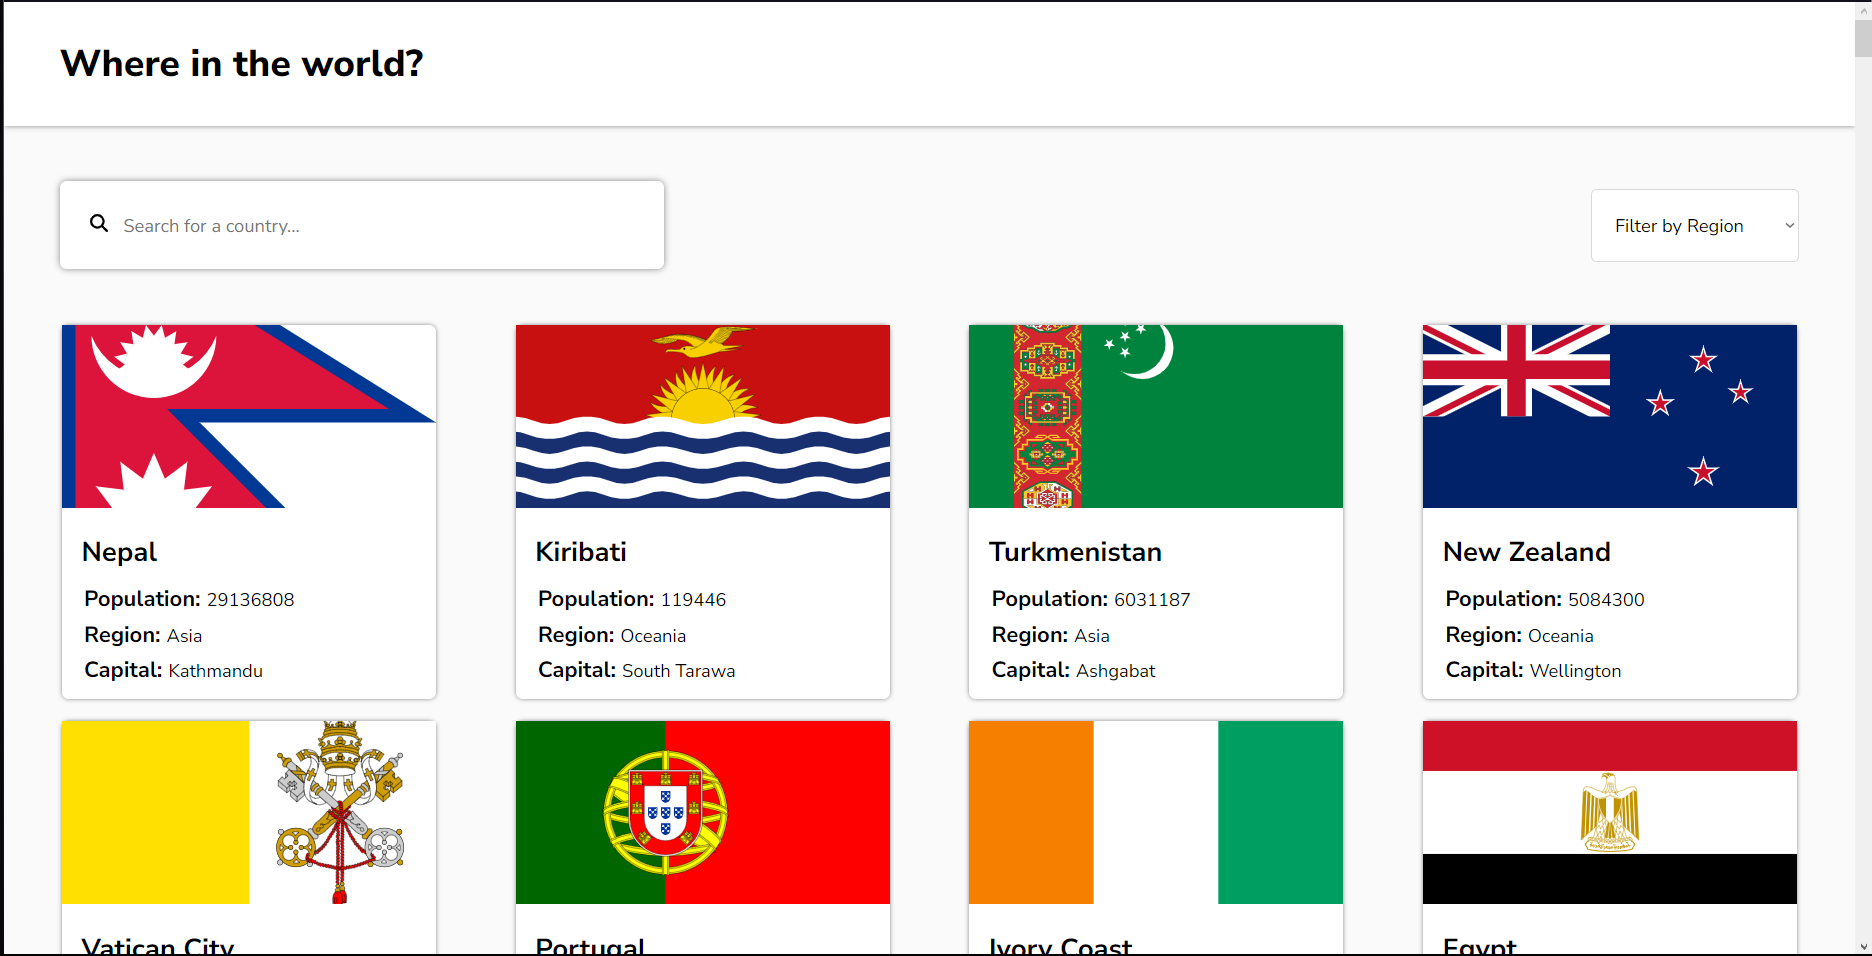 Where in the world?
Search for a country...
Filter by Region
Nepal
Population: 29136808
Region: Asia
Capital: Kathmandu
Kiribati
Population: 119446
Region: Oceania
Capital: South Tarawa
Turkmenistan
Population: 6031187
Region: Asia
Capital: Ashgabat
New Zealand
Population: 5084300
Region: Oceania
Capital: Wellington
Vatican City
Portugal
Ivory Coast
Egypt